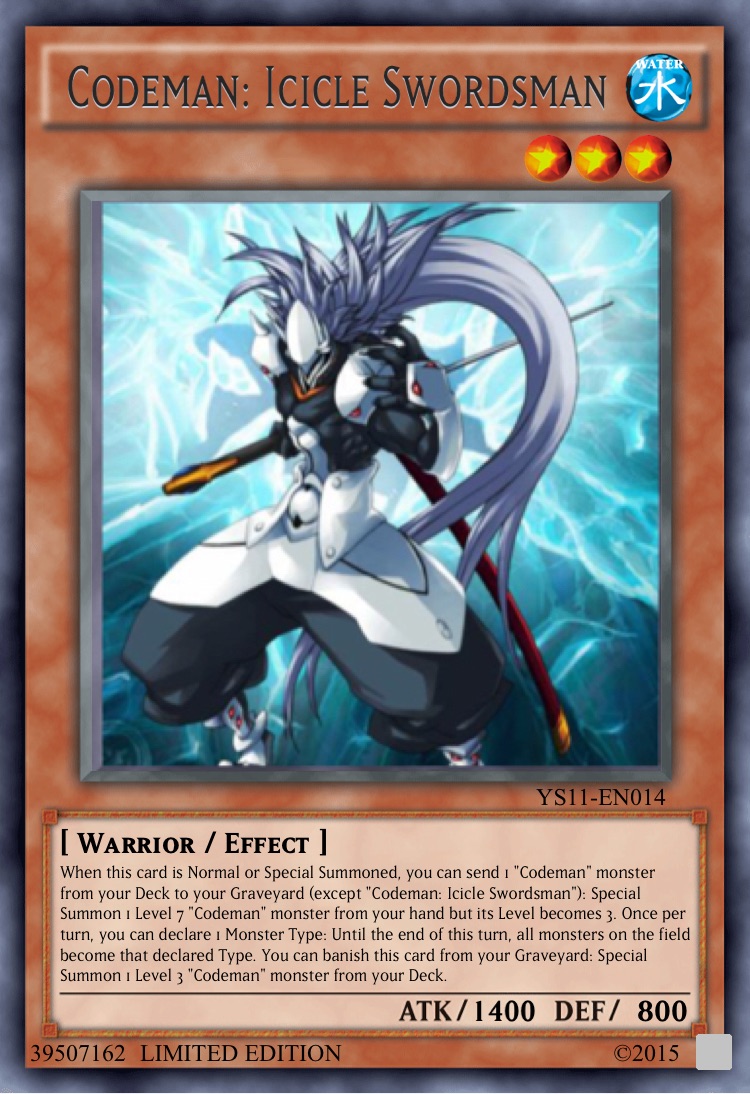 Codeman: Icicle Swordsman
WATER
水
YS11-EN014
[ Warrior / Effect ]
When this card is Normal or Special Summoned, you can send 1 "Codeman" monster
from your Deck to your Graveyard (except "Codeman: Icicle Swordsman"): Special
Summon 1 Level 7 "Codeman" monster from your hand but its Level becomes 3. Once per
turn, you can declare 1 Monster Type: Until the end of this turn, all monsters on the field
become that declared Type. You can banish this card from your Graveyard: Special
Summon 1 Level 3 "Codeman" monster from your Deck.
ATK/1400 DEF/ 800
39507162 LIMITED EDITION ©2015